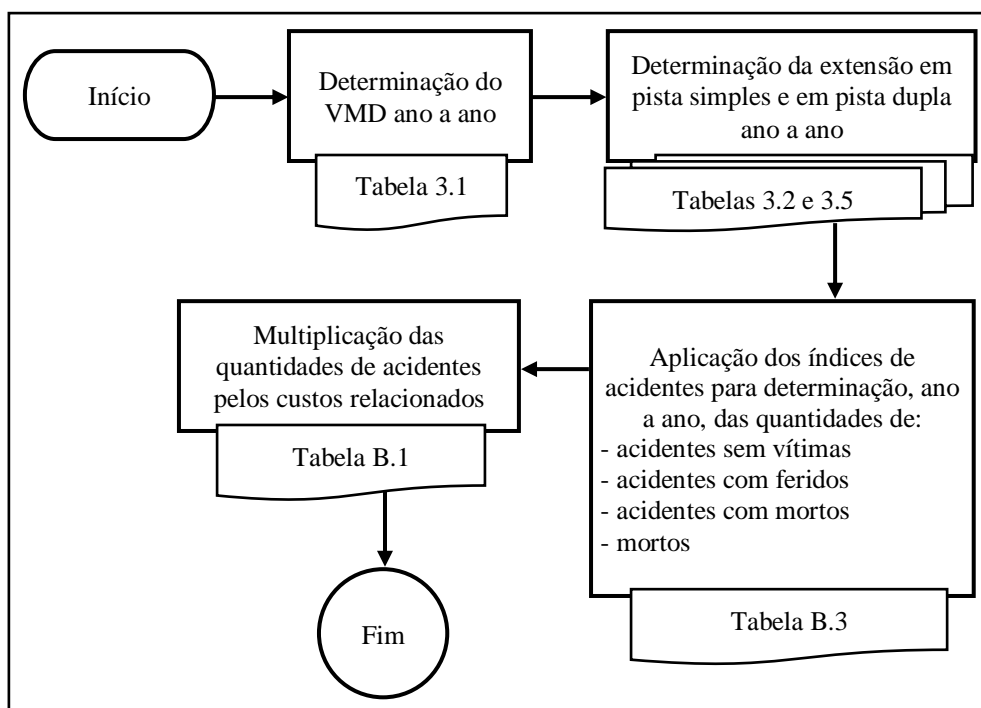 Início
Determinação do
VMD ano a ano
Tabela 3.1
Determinação da extensão em
pista simples e em pista dupla
ano a ano
Tabelas 3.2 e 3.5
Aplicação dos índices de
acidentes para determinação, ano
a ano, das quantidades de:
- acidentes sem vítimas
- acidentes com feridos
- acidentes com mortos
- mortos
Tabela B.3
Multiplicação das
quantidades de acidentes
pelos custos relacionados
Tabela B.1
Fim